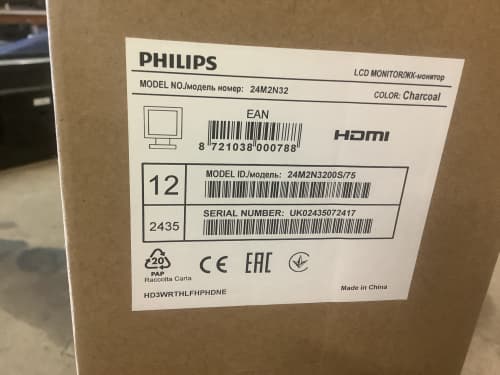 PHILIPS
LCD MONITOR/ЖК-монитор
MODEL NO./модель номер: 24M2N32
COLOR: Charcoal
EAN
8 721038 000788
HDMI
12
MODEL ID./модель: 24M2N3200S/75
2435
SERIAL NUMBER: UK02435072417
20
PAP
Raccolta Carta
CE
EAC
HD3WRTHLFHPHDNE
Made in China